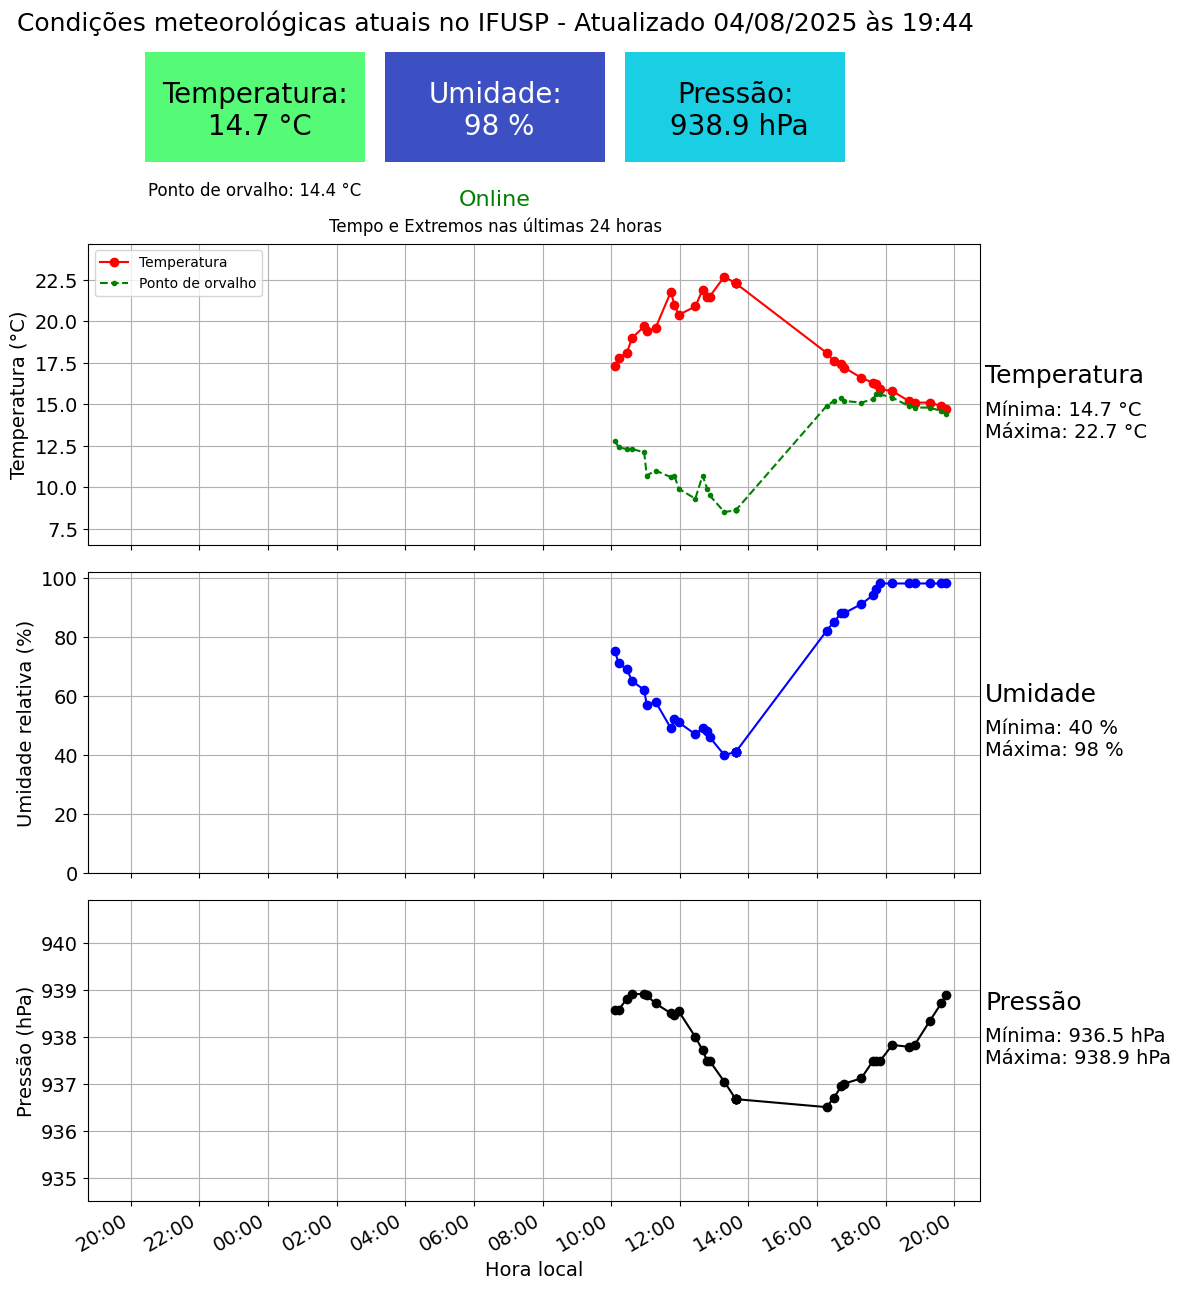 Condições meteorológicas atuais no IFUSP - Atualizado 04/08/2025 às 19:44
Temperatura:
14.7 °C
Umidade:
98 %
Pressão:
938.9 hPa
Ponto de orvalho: 14.4 °C
Online
Tempo e Extremos nas últimas 24 horas
Temperatura
Ponto de orvalho
Temperatura (°C)
22.5
20.0
17.5
15.0
12.5
10.0
7.5
Temperatura
Mínima: 14.7 °C
Máxima: 22.7 °C
Umidade relativa (%)
100
80
60
40
20
0
Umidade
Mínima: 40 %
Máxima: 98 %
Pressão (hPa)
940
939
938
937
936
935
Pressão
Mínima: 936.5 hPa
Máxima: 938.9 hPa
20:00
22:00
00:00
02:00
04:00
06:00
08:00
10:00
12:00
14:00
16:00
18:00
20:00
Hora local